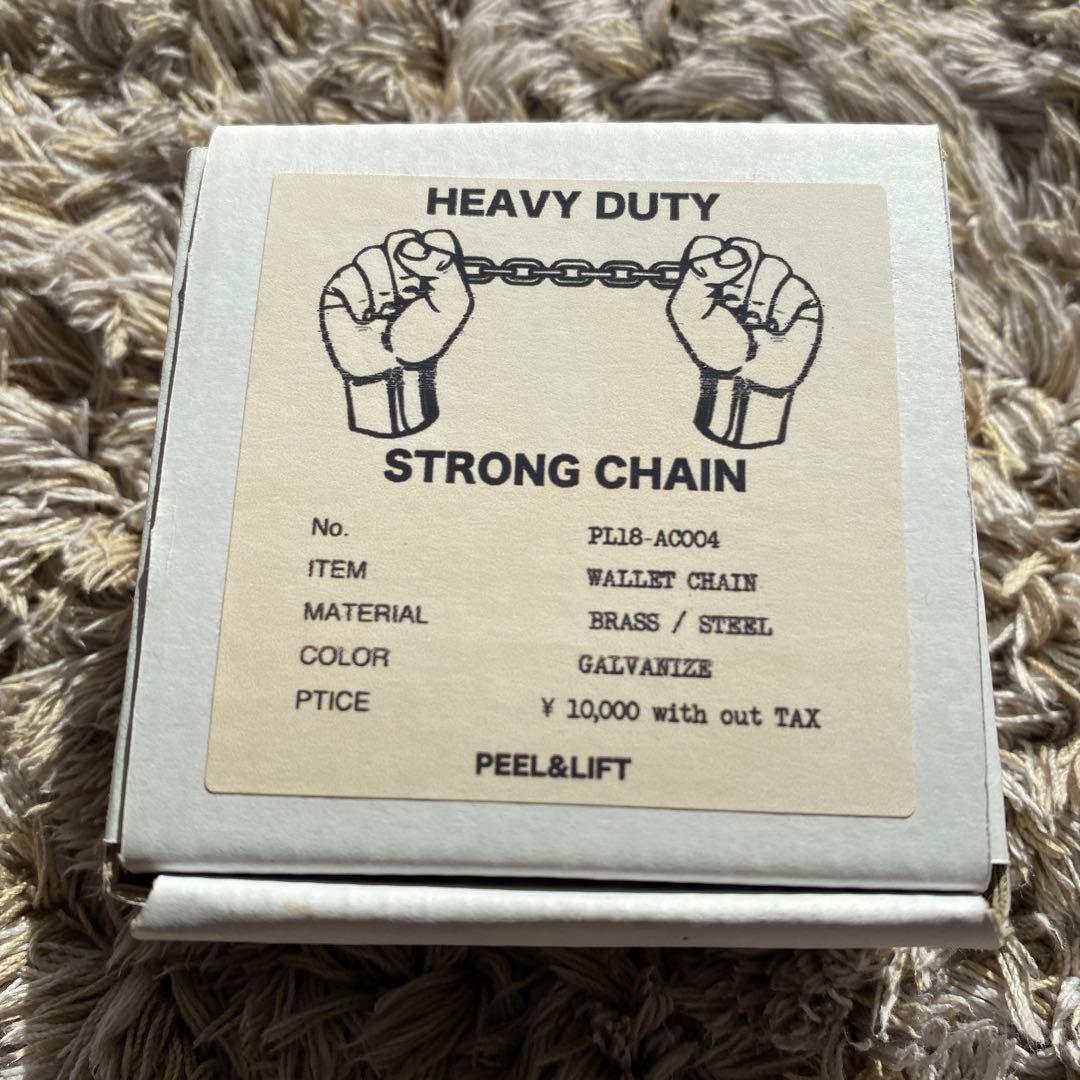 HEAVY DUTY
STRONG CHAIN
No. PL18-AC004
ITEM WALLET CHAIN
MATERIAL BRASS / STEEL
COLOR GALVANIZE
PTICE ¥ 10,000 with out TAX
PEEL&LIFT